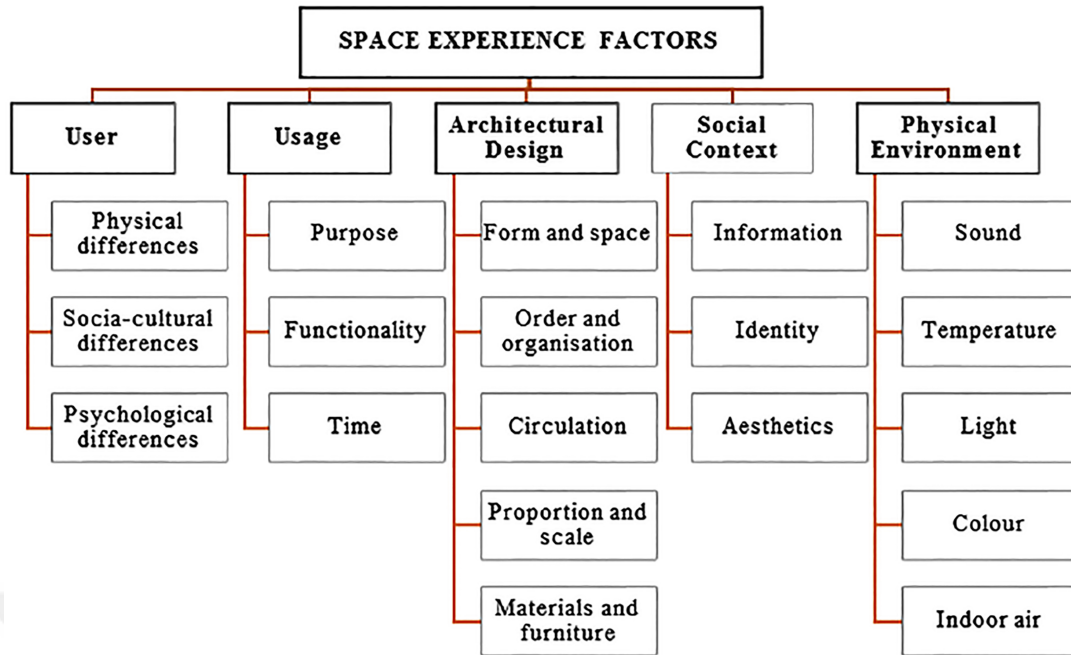 SPACE EXPERIENCE FACTORS
User
Physical
differences
Socia-cultural
differences
Psychological
differences
Usage
Purpose
Functionality
Time
Architectural
Design
Form and space
Order and
organisation
Circulation
Proportion and
scale
Materials and
furniture
Social
Context
Information
Identity
Aesthetics
Physical
Environment
Sound
Temperature
Light
Colour
Indoor air